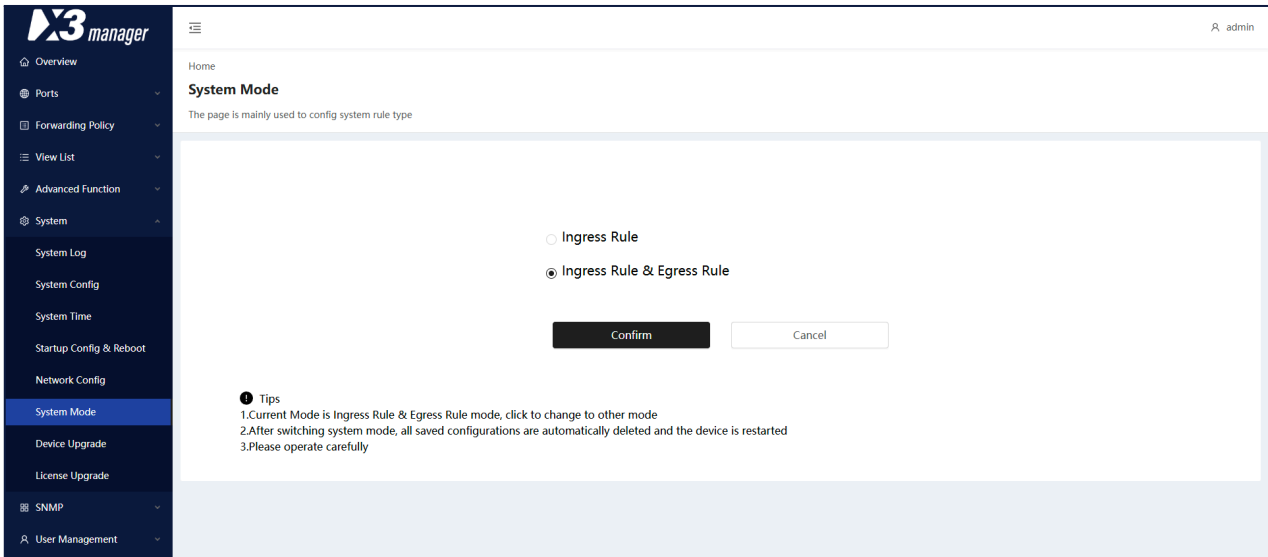 X3 manager
admin
Overview
Ports
Forwarding Policy
View List
Advanced Function
System
System Log
System Config
System Time
Startup Config & Reboot
Network Config
System Mode
Device Upgrade
License Upgrade
SNMP
User Management
Home
System Mode
The page is mainly used to config system rule type
Ingress Rule
Ingress Rule & Egress Rule
Confirm
Cancel
Tips
1.Current Mode is Ingress Rule & Egress Rule mode, click to change to other mode
2.After switching system mode, all saved configurations are automatically deleted and the device is restarted
3.Please operate carefully